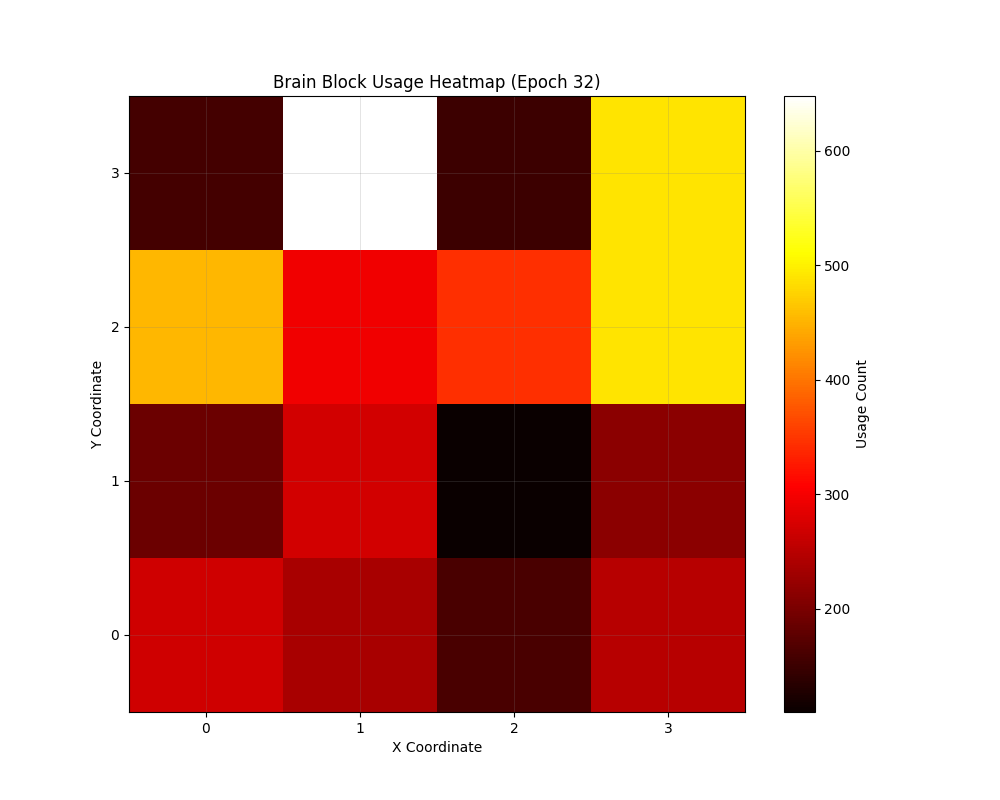 Brain Block Usage Heatmap (Epoch 32)
3
2
1
0
Y Coordinate
0 1 2 3
X Coordinate
600
500
400
300
200
Usage Count